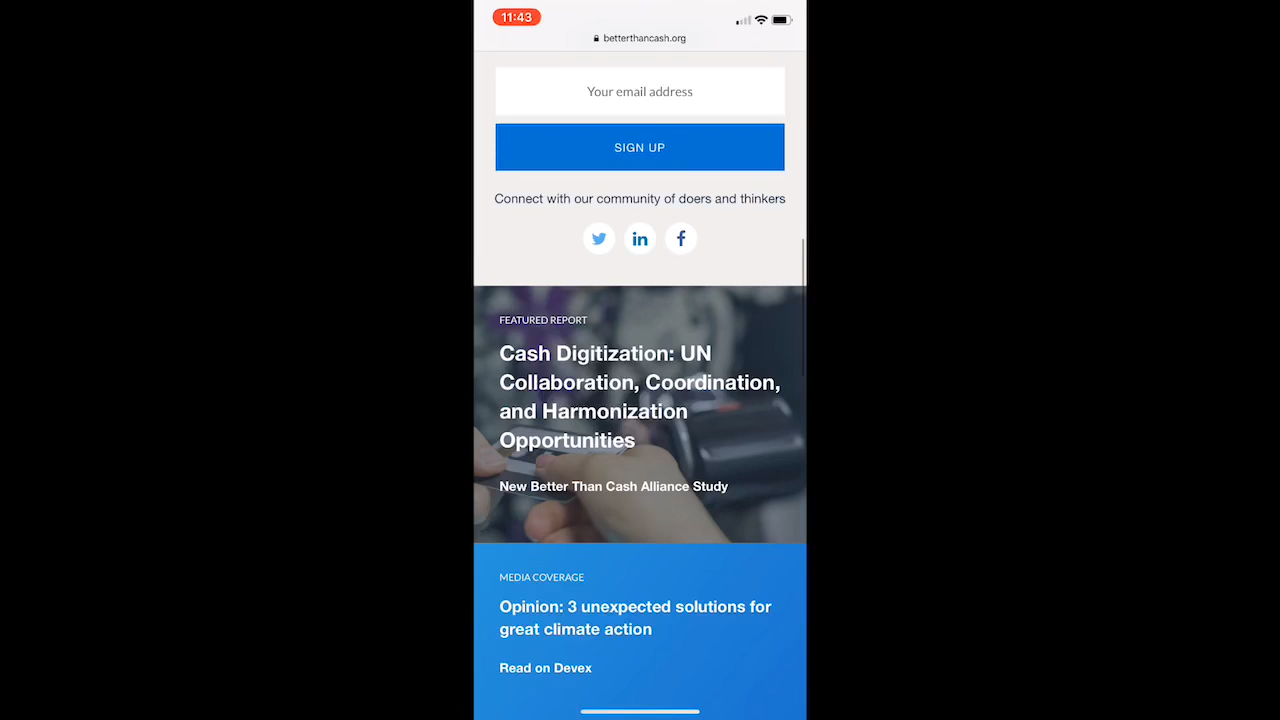 11:43
betterthancash.org
Your email address
SIGN UP
Connect with our community of doers and thinkers
in
f
FEATURED REPORT
Cash Digitization: UN
Collaboration, Coordination,
and Harmonization
Opportunities
New Better Than Cash Alliance Study
MEDIA COVERAGE
Opinion: 3 unexpected solutions for
great climate action
Read on Devex